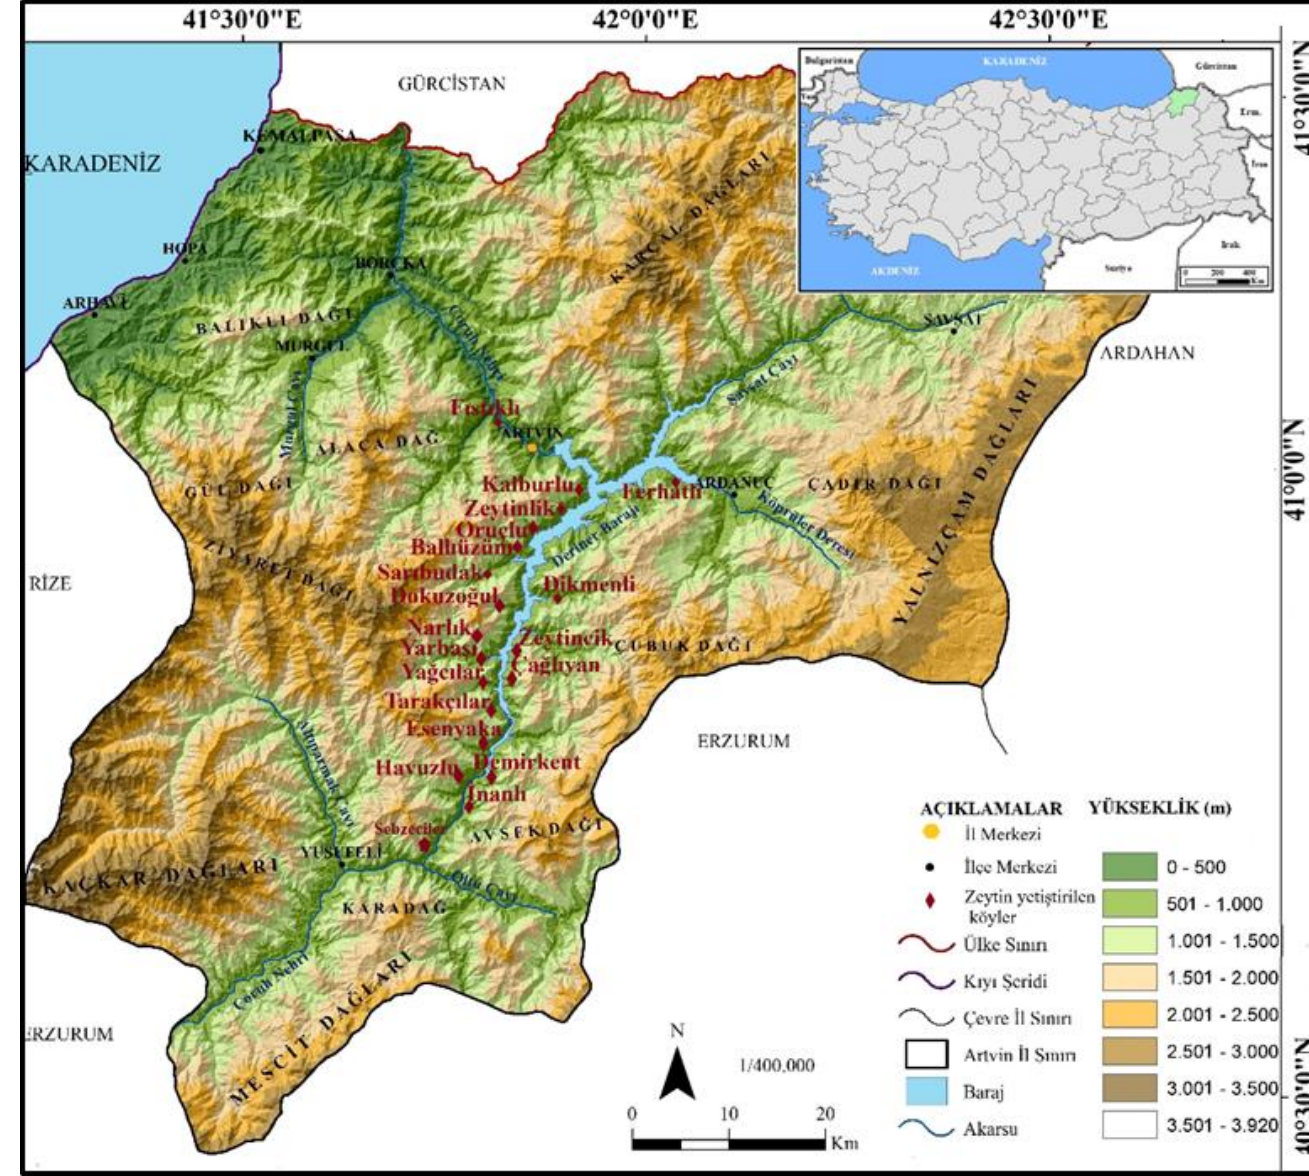 41°30'0"E
42°0'0"E
42°30'0"E
GÜRCİSTAN
KEMALPAŞA
KARADENİZ
HOPA
ARHAVİ
BORÇKA
KARÇAL DAĞLARI
BALIKLI DAĞI
MURGUL
Çoruh Nehri
Murgul Çayı
Bulgaristan
KARADENİZ
Gürcistan
Erm.
İran
Irak
Suriye
AKDENİZ
0 200 400
Km
41°30'0"N
ŞAVŞAT
ARDAHAN
Şavşat Çayı
Fıstıklı
ARTVİN
ALACA DAĞ
GÜL DAĞI
Kalburlu
Ferhatlı
ARDANUÇ
ÇADIR DAĞI
YALNIZÇAM DAĞLARI
41°0'0"N
Zeytinlik
Oruçlu
Ballıüzüm
Deriner Barajı
Köprüler Deresi
ZİYARET DAĞI
RİZE
Sarıbudak
Dokuzoğul
Dikmenli
Narlık
Yarbaşı
Zeytincik
ÇUBUK DAĞI
Yağcılar
Çağlıyan
Tarakçılar
Esenyaka
ERZURUM
Altıparmak Çayı
Havuzlu
Demirkent
İnanlı
Sebzeciler
AVSEK DAĞI
YUSUFELİ
KAÇKAR DAĞLARI
Oltu Çayı
KARADAĞ
Çoruh Nehri
MESCİT DAĞLARI
ERZURUM
N
1/400,000
0 10 20
Km
AÇIKLAMALAR
İl Merkezi
İlçe Merkezi
Zeytin yetiştirilen
köyler
Ülke Sınırı
Kıyı Şeridi
Çevre İl Sınırı
Artvin İl Sınırı
Baraj
Akarsu
YÜKSEKLİK (m)
0 - 500
501 - 1.000
1.001 - 1.500
1.501 - 2.000
2.001 - 2.500
2.501 - 3.000
3.001 - 3.500
3.501 - 3.920
40°30'0"N